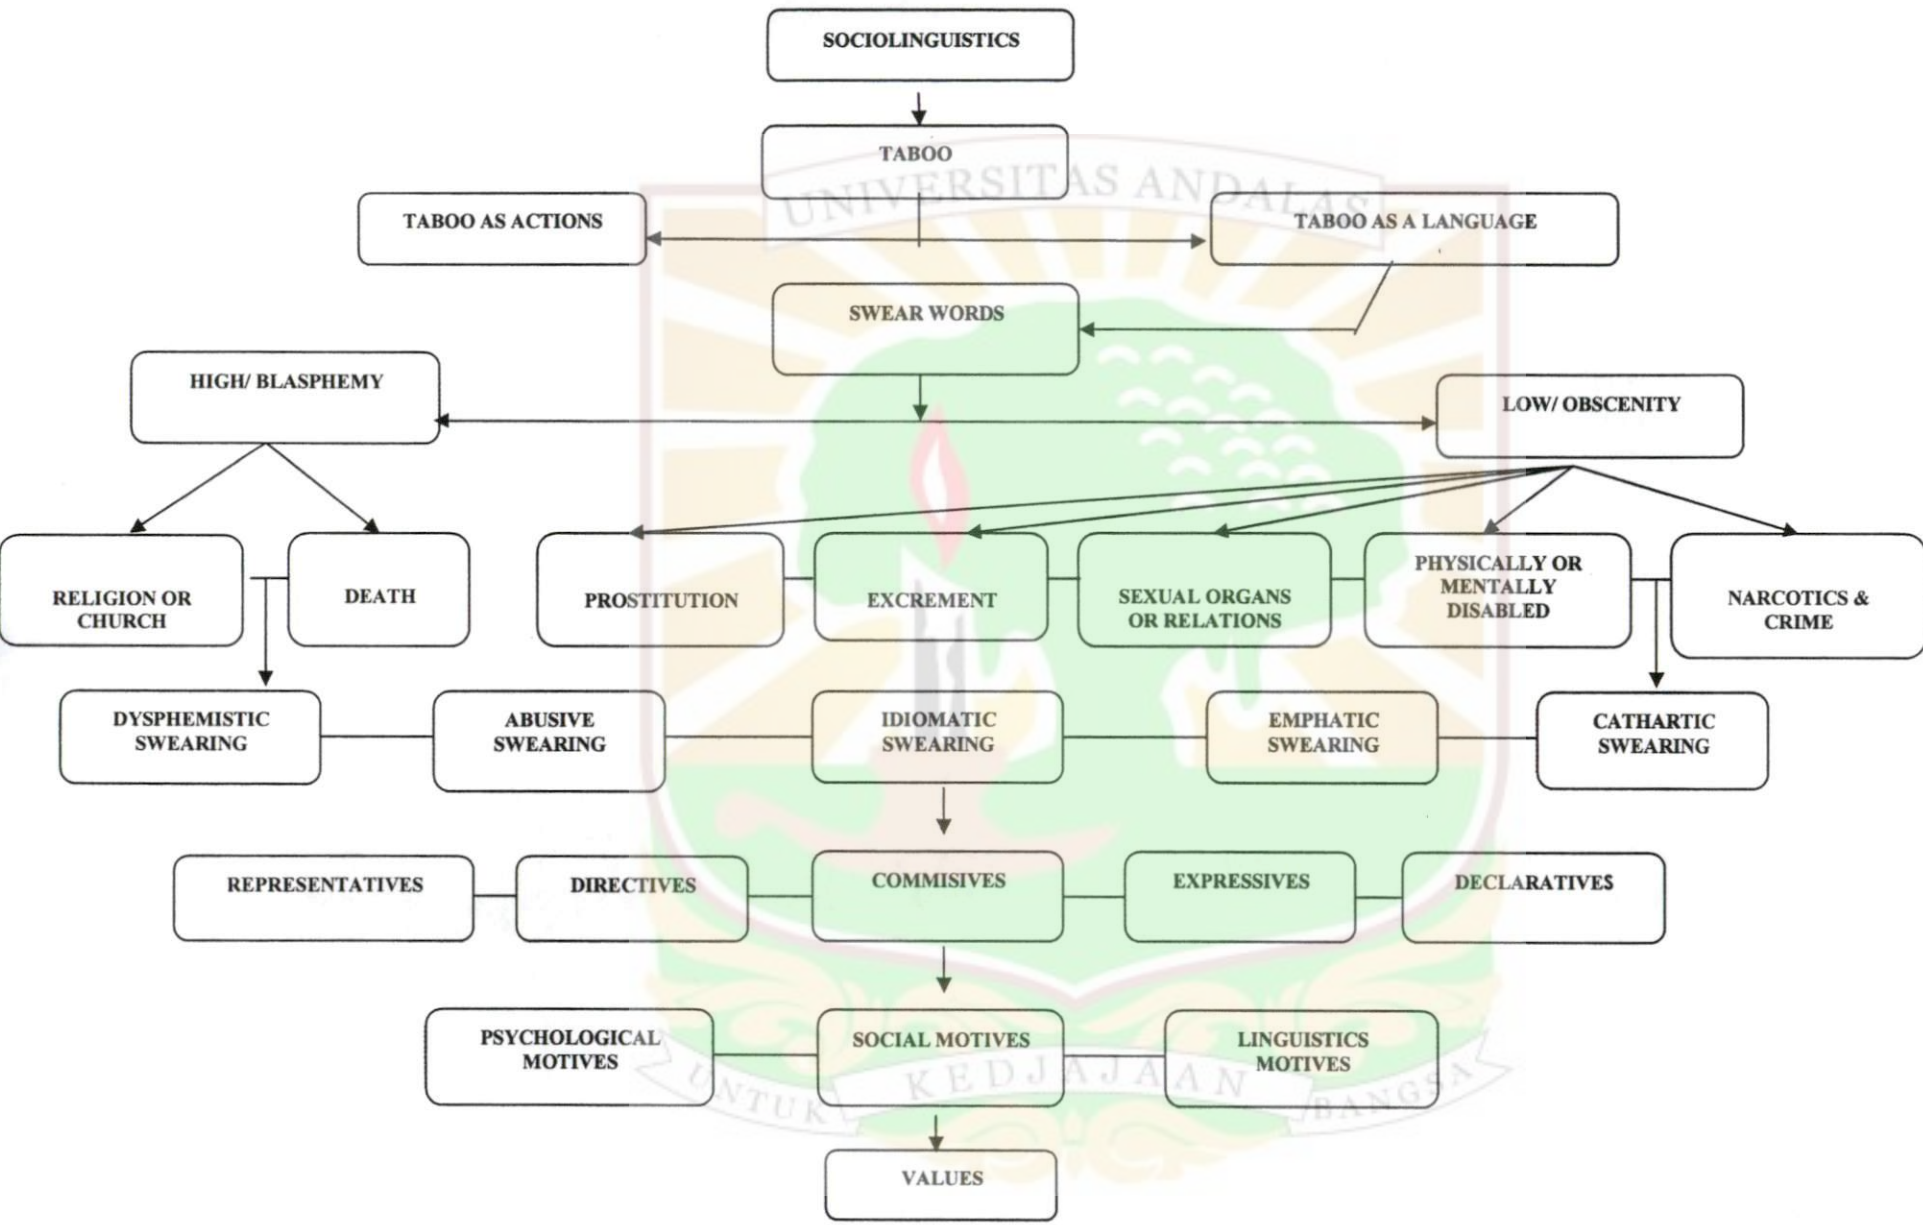 SOCIOLINGUISTICS
TABOO
UNIVERSITAS ANDALAS
TABOO AS ACTIONS
TABOO AS A LANGUAGE
SWEAR WORDS
HIGH/ BLASPHEMY
LOW/ OBSCENITY
RELIGION OR
CHURCH
DEATH
PROSTITUTION
EXCREMENT
SEXUAL ORGANS
OR RELATIONS
PHYSICALLY OR
MENTALLY
DISABLED
NARCOTICS &
CRIME
DYSPHEMISTIC
SWEARING
ABUSIVE
SWEARING
IDIOMATIC
SWEARING
EMPHATIC
SWEARING
CATHARTIC
SWEARING
REPRESENTATIVES
DIRECTIVES
COMMISIVES
EXPRESSIVES
DECLARATIVES
PSYCHOLOGICAL
MOTIVES
SOCIAL MOTIVES
LINGUISTICS
MOTIVES
UNTUK KEDJAJAAN BANGSA
VALUES